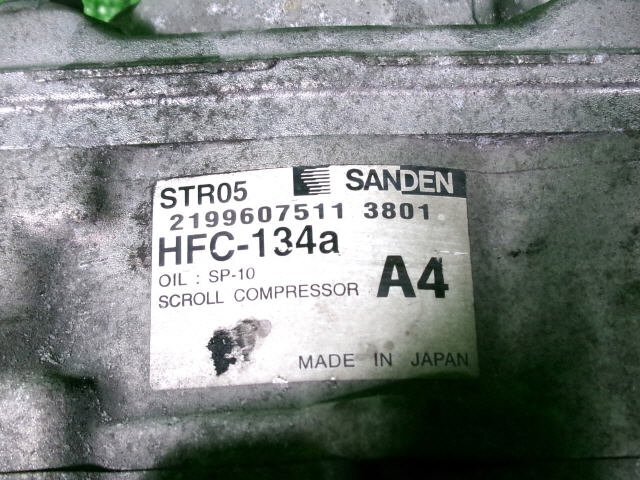 STR05 SANDEN
2199607511 3801
HFC-134a
OIL : SP-10
SCROLL COMPRESSOR A4
MADE IN JAPAN